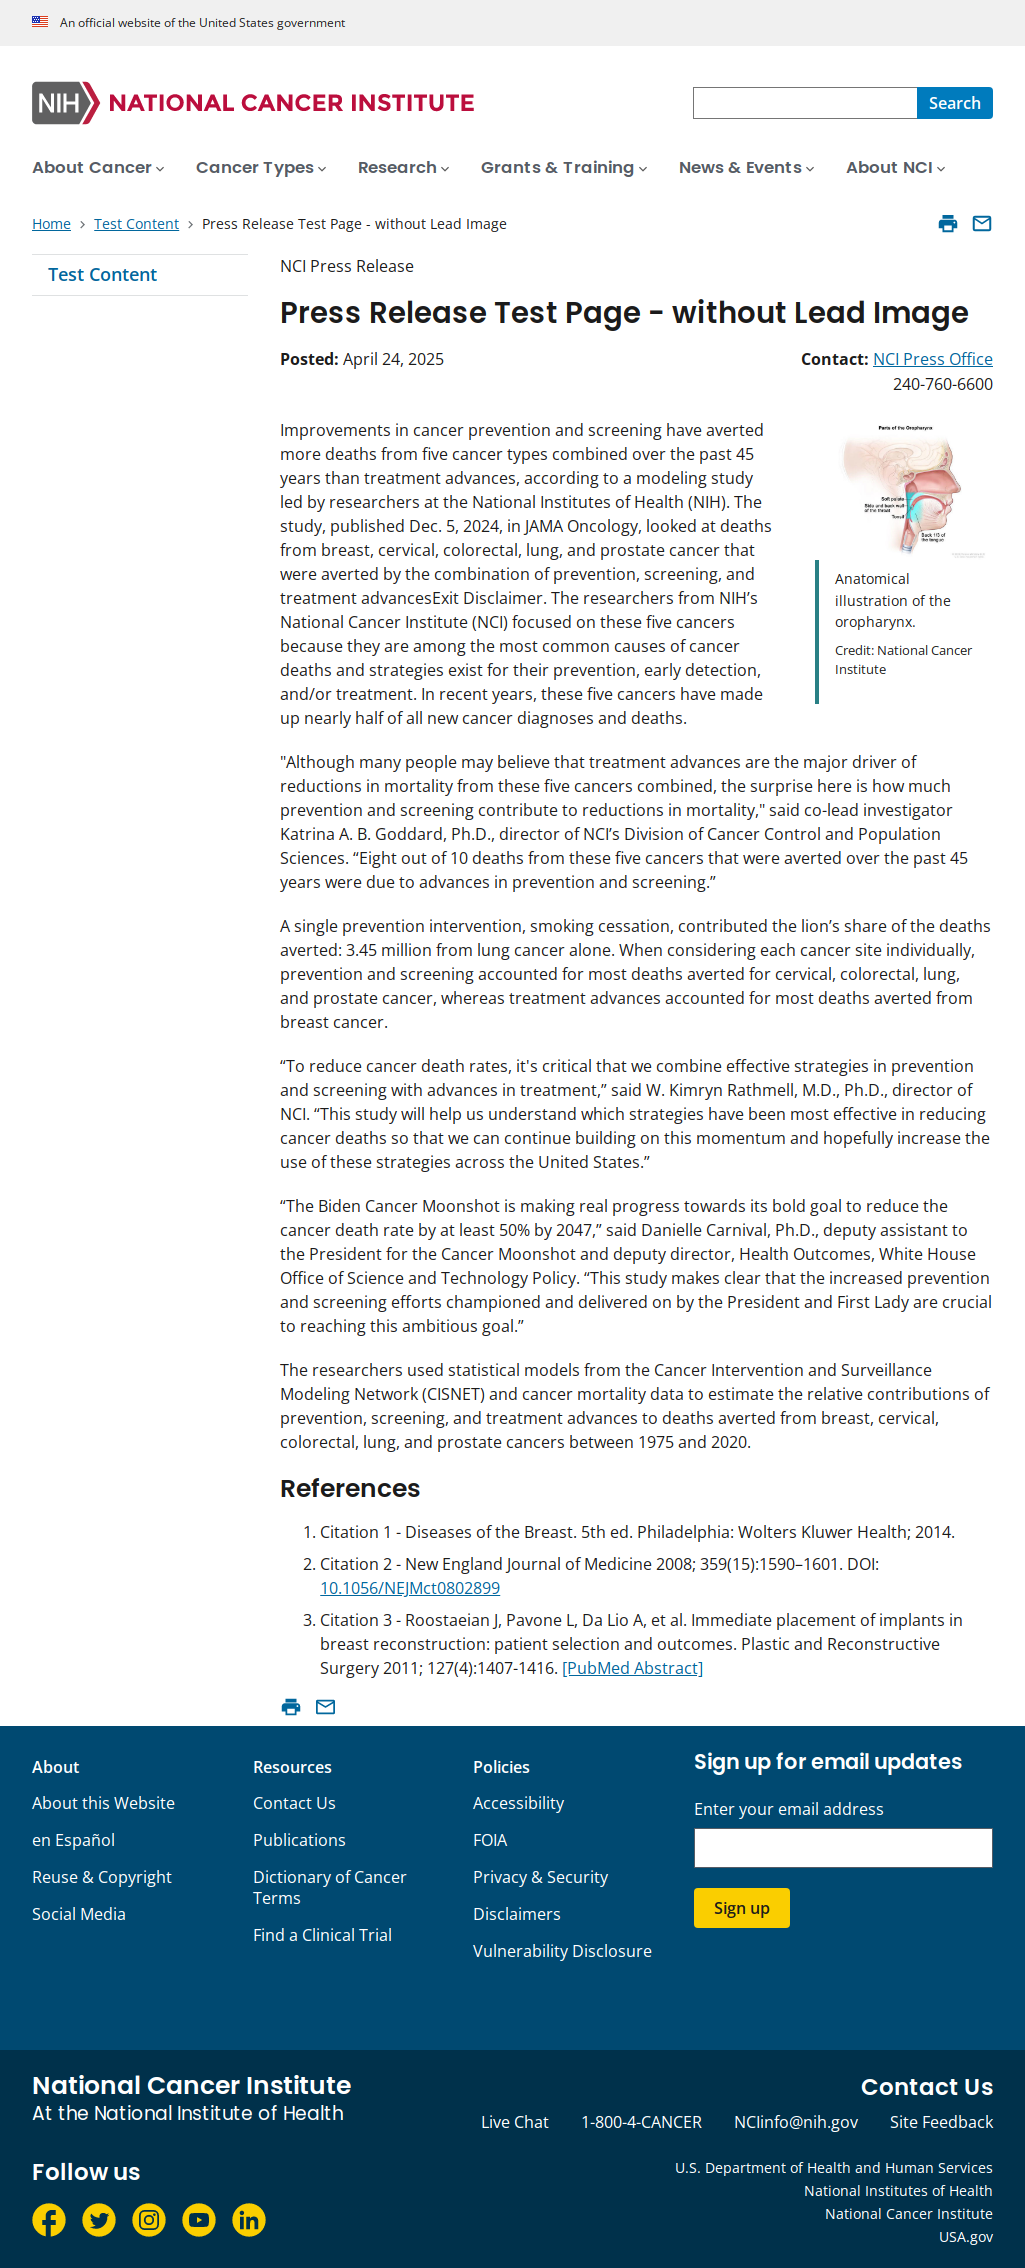 An official website of the United States government
NIH NATIONAL CANCER INSTITUTE
Search
About Cancer
Cancer Types
Research
Grants & Training
News & Events
About NCI
Home > Test Content > Press Release Test Page - without Lead Image
Test Content
NCI Press Release
Press Release Test Page - without Lead Image
Posted: April 24, 2025
Contact: NCI Press Office
240-760-6600
Improvements in cancer prevention and screening have averted
more deaths from five cancer types combined over the past 45
years than treatment advances, according to a modeling study
led by researchers at the National Institutes of Health (NIH). The
study, published Dec. 5, 2024, in JAMA Oncology, looked at deaths
from breast, cervical, colorectal, lung, and prostate cancer that
were averted by the combination of prevention, screening, and
treatment advancesExit Disclaimer. The researchers from NIH’s
National Cancer Institute (NCI) focused on these five cancers
because they are among the most common causes of cancer
deaths and strategies exist for their prevention, early detection,
and/or treatment. In recent years, these five cancers have made
up nearly half of all new cancer diagnoses and deaths.
Parts of the Oropharynx
Soft palate
Side and back wall
of the throat
Tonsil
Back 1/3 of
the tongue
Anatomical
illustration of the
oropharynx.
Credit: National Cancer
Institute
"Although many people may believe that treatment advances are the major driver of
reductions in mortality from these five cancers combined, the surprise here is how much
prevention and screening contribute to reductions in mortality," said co-lead investigator
Katrina A. B. Goddard, Ph.D., director of NCI’s Division of Cancer Control and Population
Sciences. “Eight out of 10 deaths from these five cancers that were averted over the past 45
years were due to advances in prevention and screening.”
A single prevention intervention, smoking cessation, contributed the lion’s share of the deaths
averted: 3.45 million from lung cancer alone. When considering each cancer site individually,
prevention and screening accounted for most deaths averted for cervical, colorectal, lung,
and prostate cancer, whereas treatment advances accounted for most deaths averted from
breast cancer.
“To reduce cancer death rates, it's critical that we combine effective strategies in prevention
and screening with advances in treatment,” said W. Kimryn Rathmell, M.D., Ph.D., director of
NCI. “This study will help us understand which strategies have been most effective in reducing
cancer deaths so that we can continue building on this momentum and hopefully increase the
use of these strategies across the United States.”
“The Biden Cancer Moonshot is making real progress towards its bold goal to reduce the
cancer death rate by at least 50% by 2047,” said Danielle Carnival, Ph.D., deputy assistant to
the President for the Cancer Moonshot and deputy director, Health Outcomes, White House
Office of Science and Technology Policy. “This study makes clear that the increased prevention
and screening efforts championed and delivered on by the President and First Lady are crucial
to reaching this ambitious goal.”
The researchers used statistical models from the Cancer Intervention and Surveillance
Modeling Network (CISNET) and cancer mortality data to estimate the relative contributions of
prevention, screening, and treatment advances to deaths averted from breast, cervical,
colorectal, lung, and prostate cancers between 1975 and 2020.
References
1. Citation 1 - Diseases of the Breast. 5th ed. Philadelphia: Wolters Kluwer Health; 2014.
2. Citation 2 - New England Journal of Medicine 2008; 359(15):1590–1601. DOI:
10.1056/NEJMct0802899
3. Citation 3 - Roostaeian J, Pavone L, Da Lio A, et al. Immediate placement of implants in
breast reconstruction: patient selection and outcomes. Plastic and Reconstructive
Surgery 2011; 127(4):1407-1416. [PubMed Abstract]
About
About this Website
en Español
Reuse & Copyright
Social Media
Resources
Contact Us
Publications
Dictionary of Cancer
Terms
Find a Clinical Trial
Policies
Accessibility
FOIA
Privacy & Security
Disclaimers
Vulnerability Disclosure
Sign up for email updates
Enter your email address
Sign up
National Cancer Institute
At the National Institute of Health
Contact Us
Live Chat
1-800-4-CANCER
NCIinfo@nih.gov
Site Feedback
Follow us
U.S. Department of Health and Human Services
National Institutes of Health
National Cancer Institute
USA.gov